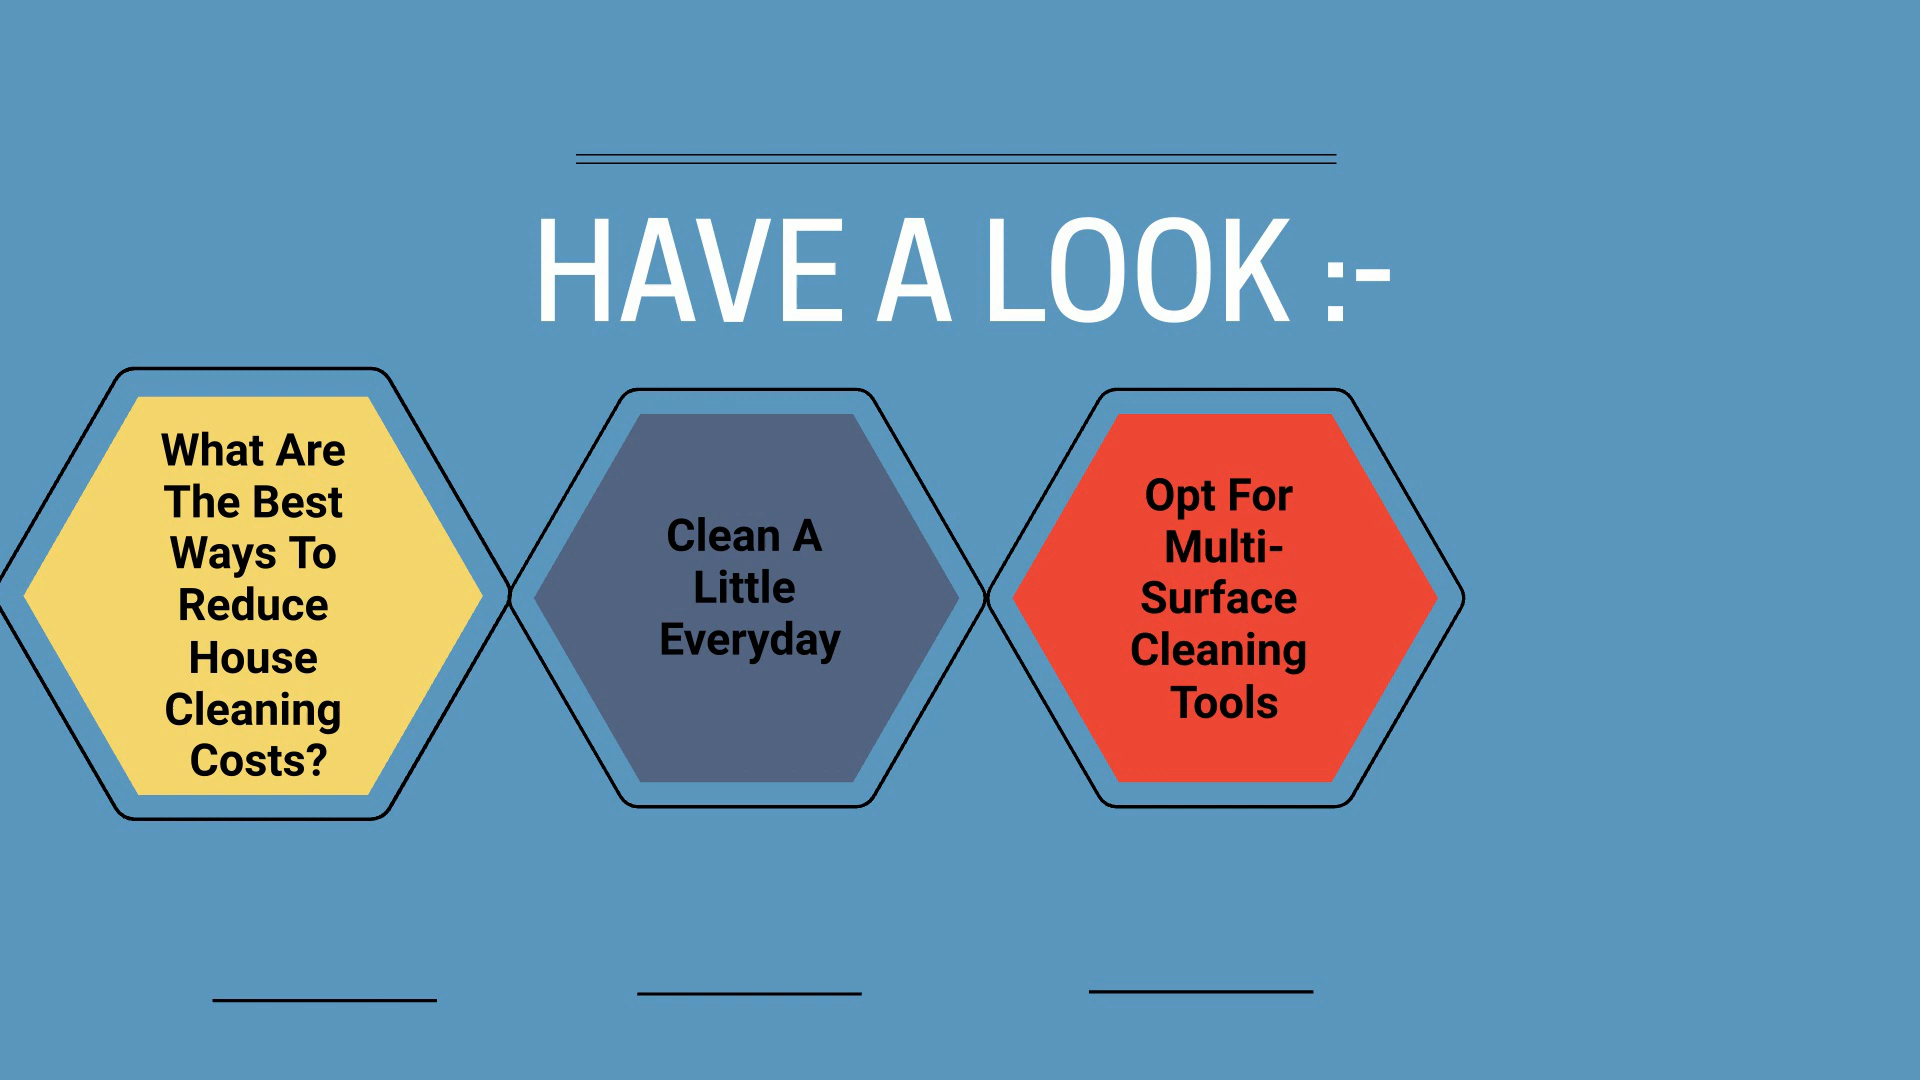 HAVE A LOOK :-
What Are
The Best
Ways To
Reduce
House
Cleaning
Costs?
Clean A
Little
Everyday
Opt For
Multi-
Surface
Cleaning
Tools